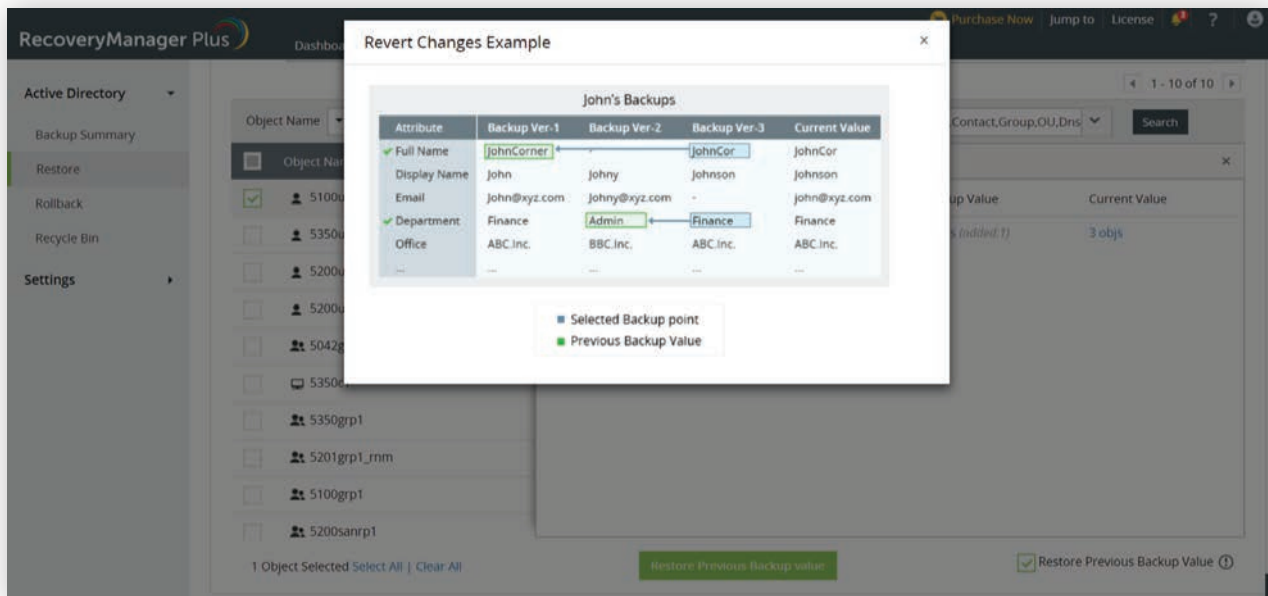 Purchase Now Jump to License ?
RecoveryManager Plus
Dashboa
Revert Changes Example ×
1 - 10 of 10
Active Directory
Backup Summary
Restore
Rollback
Recycle Bin
Settings
Object Name
,Contact,Group,OU,Dns
Search
Object Nar
×
up Value Current Value
(added 1) 3 objs
John's Backups
Attribute Backup Ver-1 Backup Ver-2 Backup Ver-3 Current Value
Full Name JohnCorner - JohnCor JohnCor
Display Name John Johny Johnson Johnson
Email John@xyz.com Johny@xyz.com - john@xyz.com
Department Finance Admin Finance Finance
Office ABC.Inc. BBC.Inc. ABC.Inc. ABC.Inc.
... ... ... ... ...
Selected Backup point
Previous Backup Value
5100u
5350u
5200u
5200u
5042g
5350c
5350grp1
5201grp1_rnm
5100grp1
5200sanrp1
1 Object Selected Select All | Clear All
Restore Previous Backup value
Restore Previous Backup Value